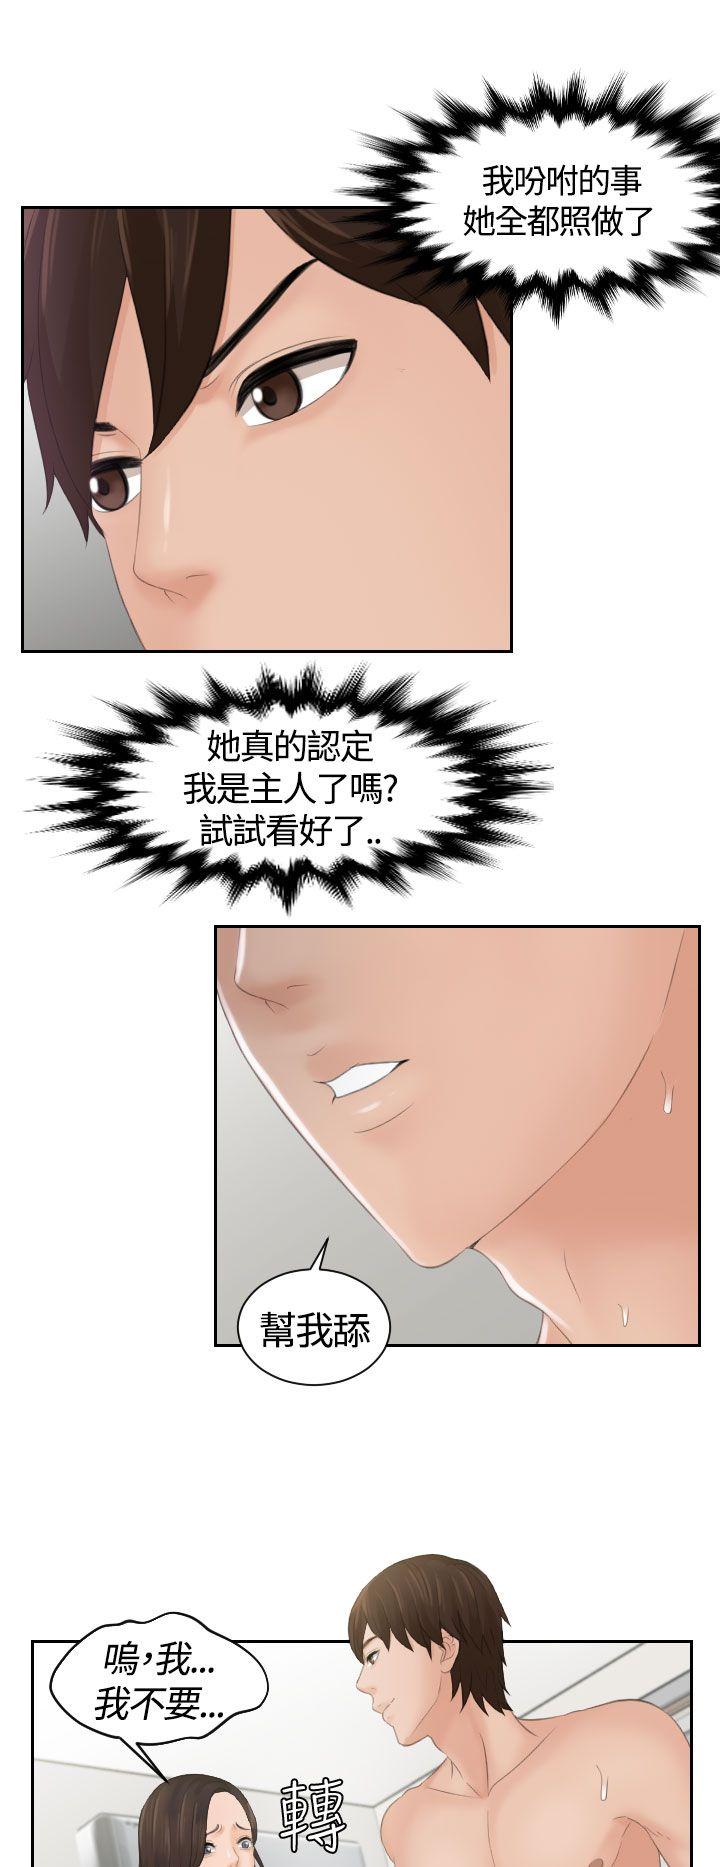 我吩咐的事
她全都照做了
她真的認定
我是主人了嗎?
試試看好了..
幫我舔
嗚,我...
我不要...
轉